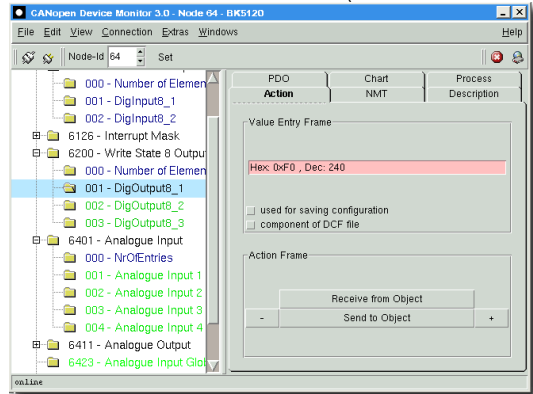 CANopen Device Monitor 3.0 - Node 64 - BK5120
File Edit View Connection Extras Windows Help
Node-Id 64 Set
000 - Number of Elemen
001 - DigInput8_1
002 - DigInput8_2
6126 - Interrupt Mask
6200 - Write State 8 Outpu
000 - Number of Elemen
001 - DigOutput8_1
002 - DigOutput8_2
003 - DigOutput8_3
6401 - Analogue Input
000 - NrOfEntries
001 - Analogue Input 1
002 - Analogue Input 2
003 - Analogue Input 3
004 - Analogue Input 4
6411 - Analogue Output
6423 - Analogue Input Glo
PDO Chart Process
Action NMT Description
Value Entry Frame
Hex: 0xF0 , Dec: 240
used for saving configuration
component of DCF file
Action Frame
Receive from Object
- Send to Object +
online